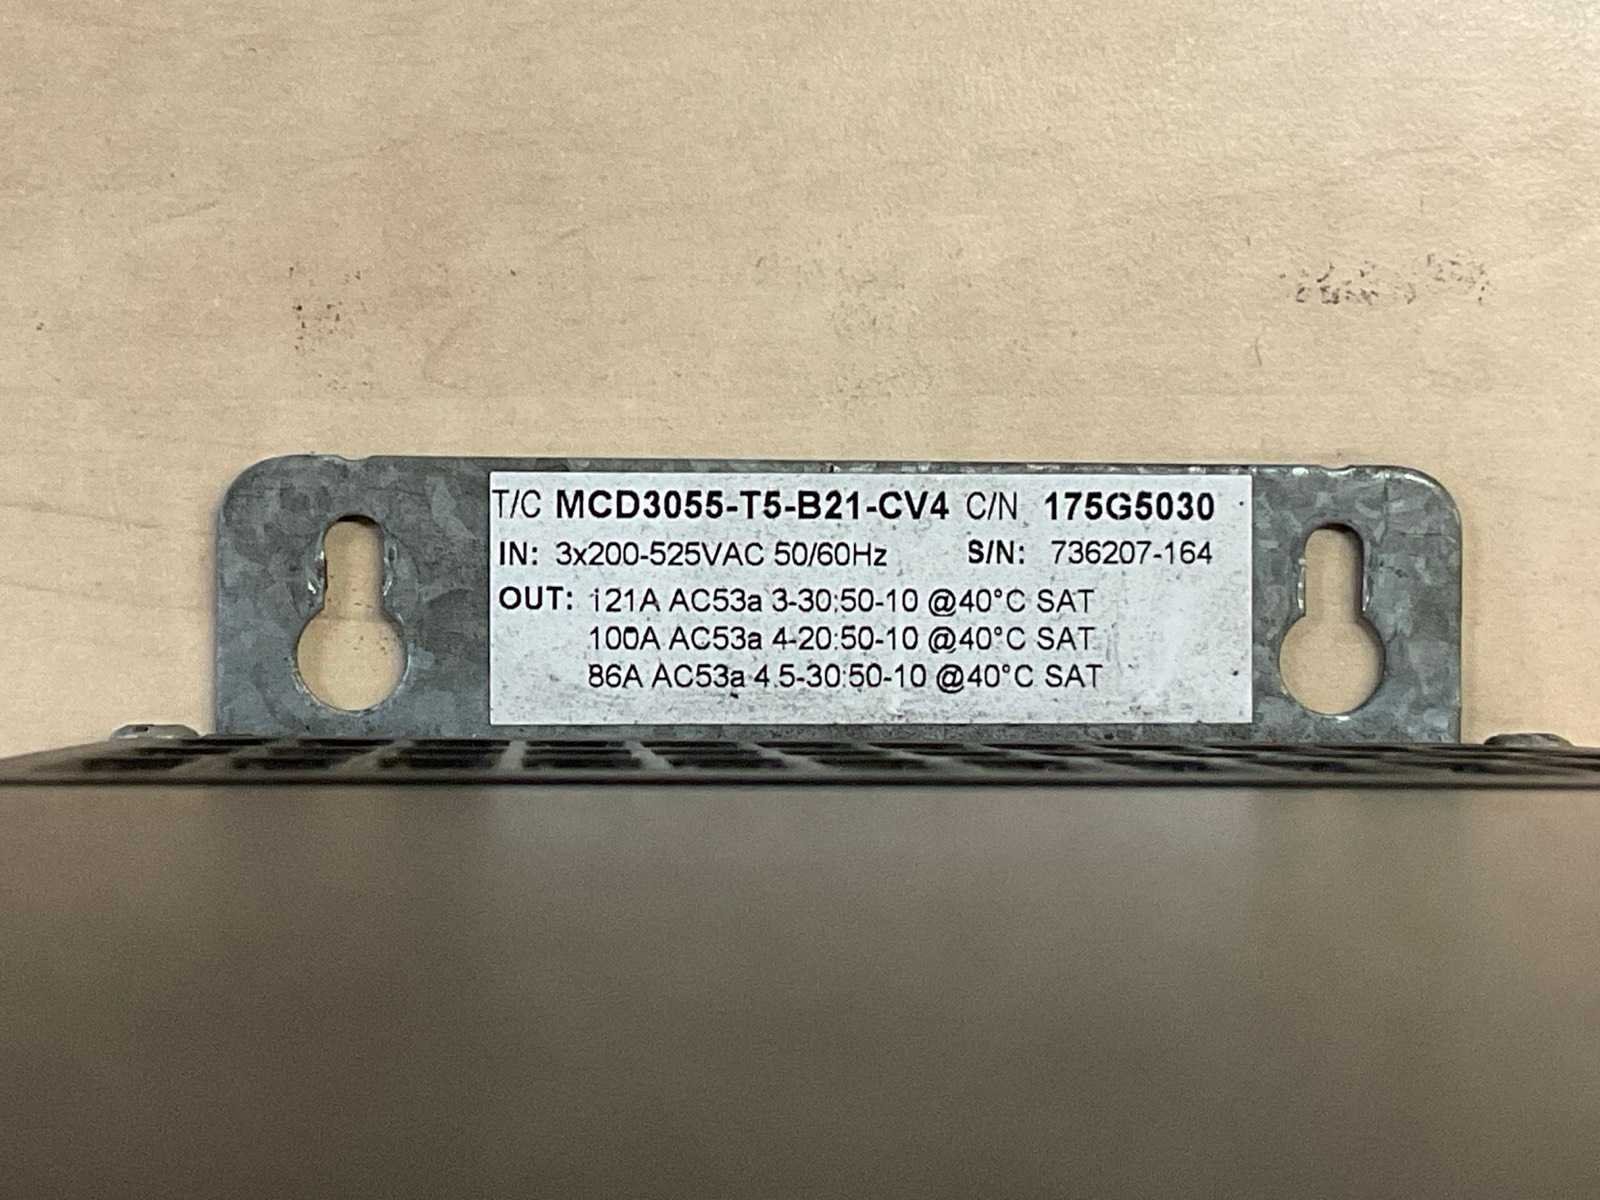 T/C MCD3055-T5-B21-CV4 C/N 175G5030
IN: 3x200-525VAC 50/60Hz S/N: 736207-164
OUT: 121A AC53a 3-30:50-10 @40°C SAT
100A AC53a 4-20:50-10 @40°C SAT
86A AC53a 4.5-30:50-10 @40°C SAT